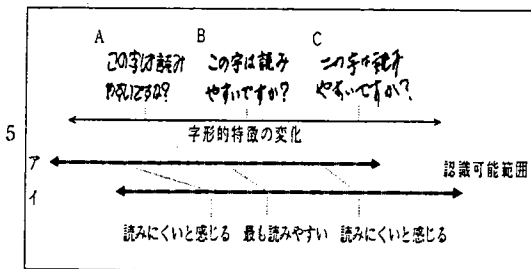 A B C
この字は読み この字は読み この字は読み
やすいですか? やすいですか? やすいですか?
字形的特徴の変化
5
ア 認識可能範囲
イ
読みにくいと感じる 最も読みやすい 読みにくいと感じる